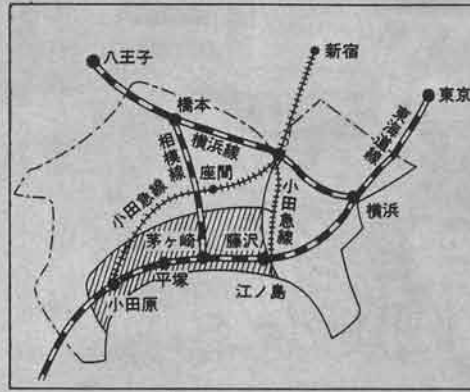 新宿
八王子
東京
橋本
横浜線
東海道線
相模線
座間
小田急線
小田急線
横浜
茅ヶ崎
藤沢
平塚
江ノ島
小田原